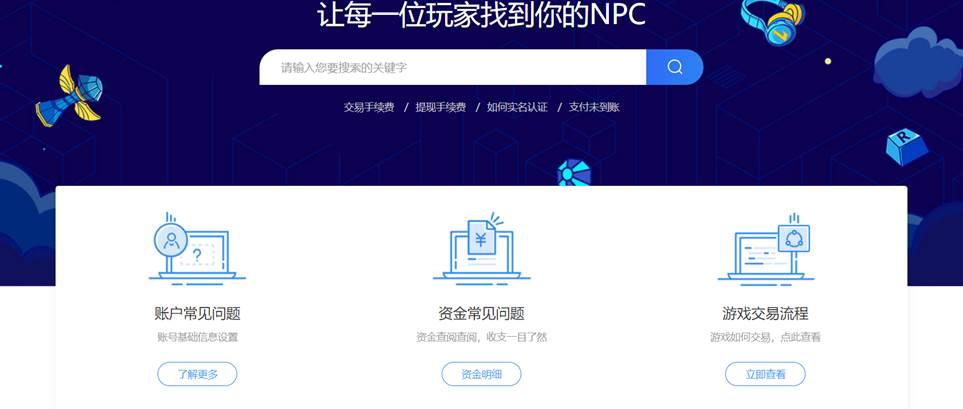 让每一位玩家找到你的NPC
请输入您要搜索的关键字
交易手续费 / 提现手续费 / 如何实名认证 / 支付未到账
R
?
¥
账户常见问题 资金常见问题 游戏交易流程
账号基础信息设置 资金查阅查阅，收支一目了然 游戏如何交易，点此查看
了解更多 资金明细 立即查看